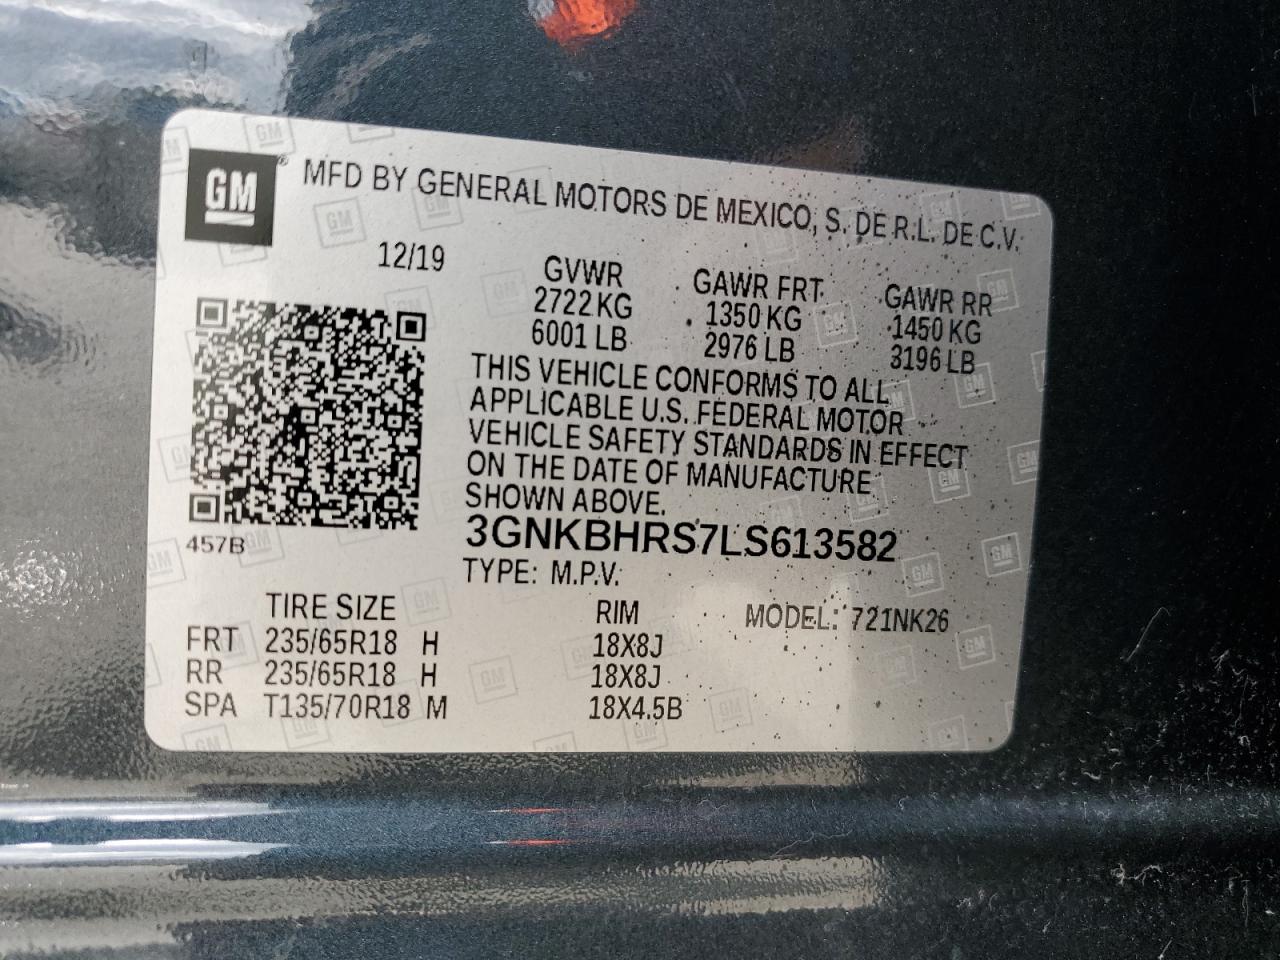 GM® MFD BY GENERAL MOTORS DE MEXICO, S. DE R.L. DE C.V.
12/19
GVWR GAWR FRT GAWR RR
2722 KG 1350 KG 1450 KG
6001 LB 2976 LB 3196 LB
THIS VEHICLE CONFORMS TO ALL
APPLICABLE U.S. FEDERAL MOTOR
VEHICLE SAFETY STANDARDS IN EFFECT
ON THE DATE OF MANUFACTURE
SHOWN ABOVE.
457B
3GNKBHRS7LS613582
TYPE: M.P.V.
TIRE SIZE RIM MODEL: 721NK26
FRT 235/65R18 H 18X8J
RR 235/65R18 H 18X8J
SPA T135/70R18 M 18X4.5B